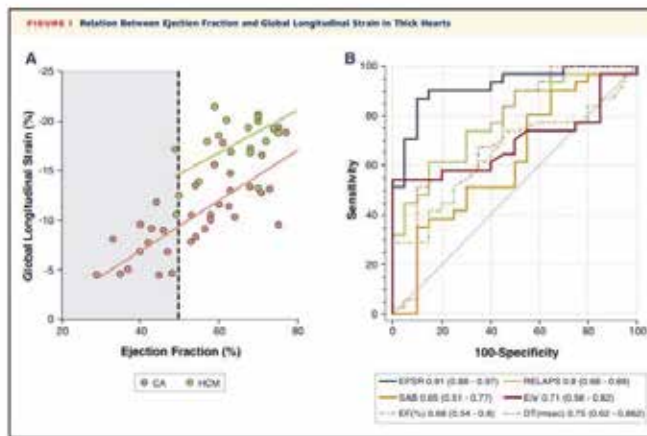 FIGURE 1 Relation Between Ejection Fraction and Global Longitudinal Strain in Thick Hearts
A
-25
-20
-15
-10
-5
0
Global Longitudinal Strain (%)
20
40
60
80
Ejection Fraction (%)
CA
HCM
B
100
80
60
40
20
0
Sensitivity
0
20
40
60
80
100
100-Specificity
EFSR 0.91 (0.88 - 0.97)
RELAPS 0.8 (0.68 - 0.89)
SAB 0.65 (0.51 - 0.77)
E/e' 0.71 (0.58 - 0.82)
EF(%) 0.68 (0.54 - 0.8)
DT(msec) 0.75 (0.62 - 0.862)